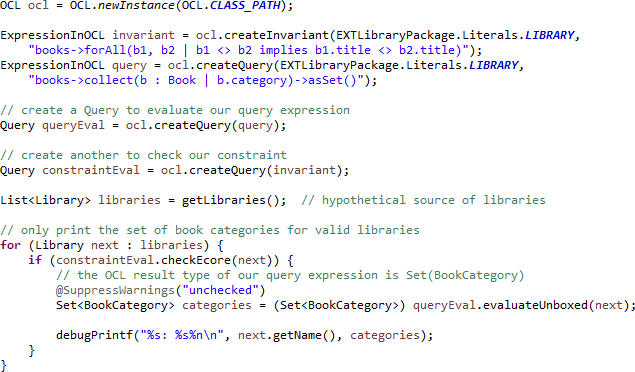 OCL ocl = OCL.newInstance(OCL.CLASS_PATH);

ExpressionInOCL invariant = ocl.createInvariant(EXTLibraryPackage.Literals.LIBRARY,
    "books->forAll(b1, b2 | b1 <> b2 implies b1.title <> b2.title)");
ExpressionInOCL query = ocl.createQuery(EXTLibraryPackage.Literals.LIBRARY,
    "books->collect(b : Book | b.category)->asSet()");

// create a Query to evaluate our query expression
Query queryEval = ocl.createQuery(query);

// create another to check our constraint
Query constraintEval = ocl.createQuery(invariant);

List<Library> libraries = getLibraries();  // hypothetical source of libraries

// only print the set of book categories for valid libraries
for (Library next : libraries) {
    if (constraintEval.checkEcore(next)) {
        // the OCL result type of our query expression is Set(BookCategory)
        @SuppressWarnings("unchecked")
        Set<BookCategory> categories = (Set<BookCategory>) queryEval.evaluateUnboxed(next);

        debugPrintf("%s: %s%n\n", next.getName(), categories);
    }
}